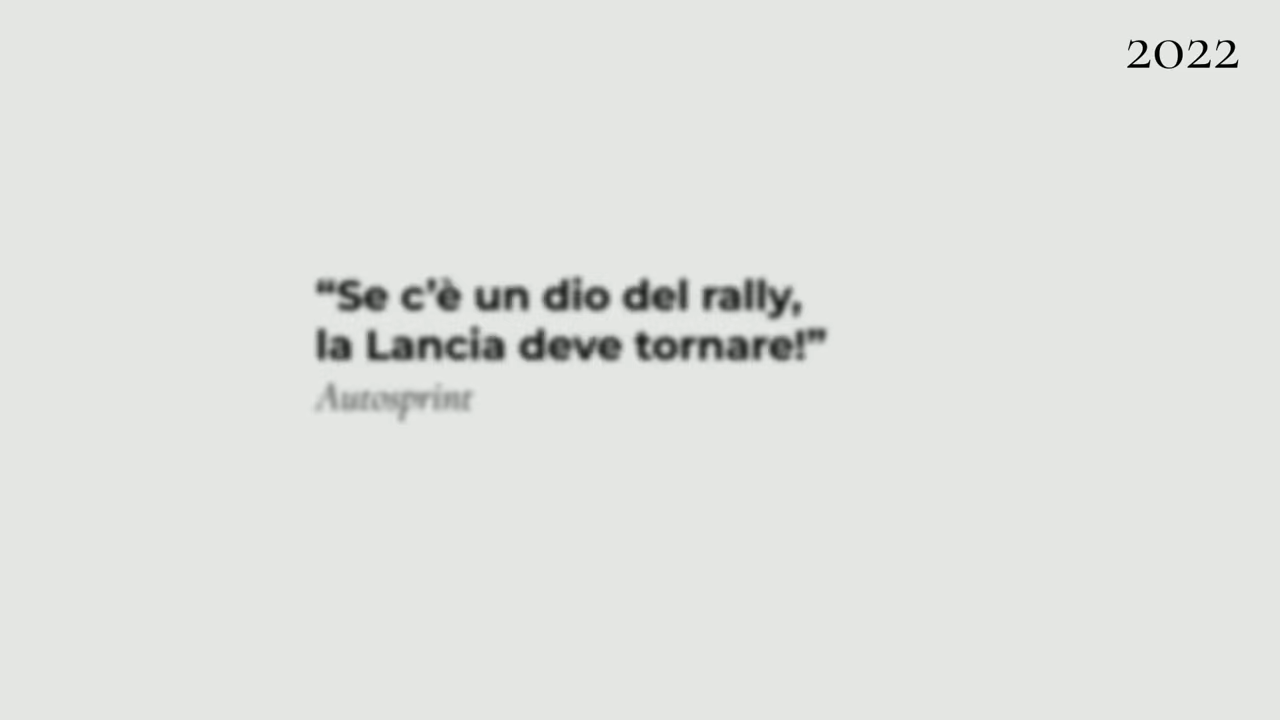 2022
“Se c’è un dio del rally,
la Lancia deve tornare!”
Autosprint